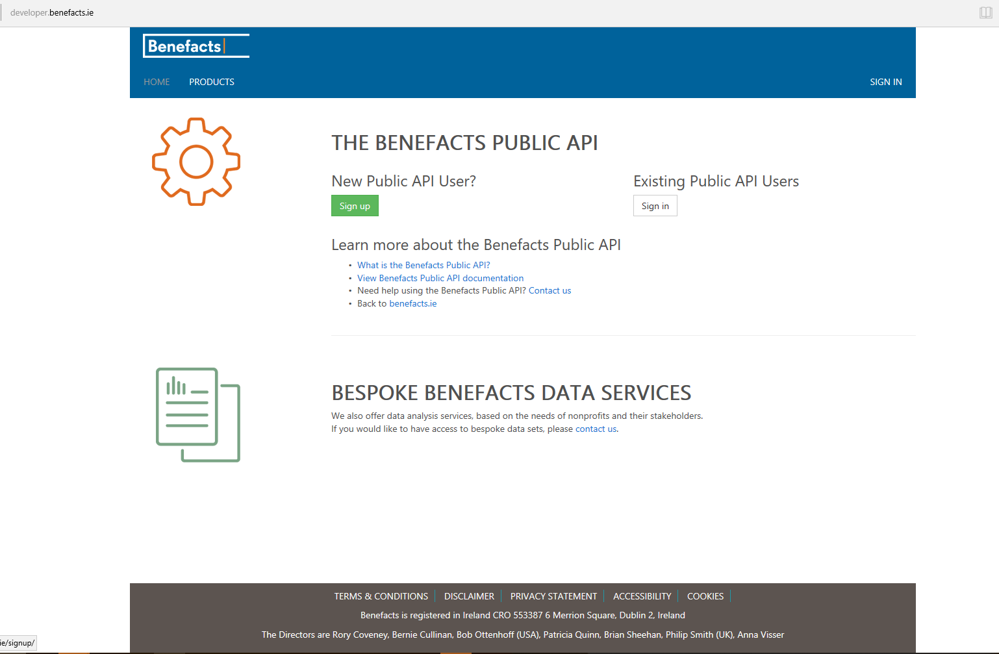 developer.benefacts.ie
Benefacts
HOME PRODUCTS SIGN IN
THE BENEFACTS PUBLIC API
New Public API User? Existing Public API Users
Sign up Sign in
Learn more about the Benefacts Public API
• What is the Benefacts Public API?
• View Benefacts Public API documentation
• Need help using the Benefacts Public API? Contact us
• Back to benefacts.ie
BESPOKE BENEFACTS DATA SERVICES
We also offer data analysis services, based on the needs of nonprofits and their stakeholders.
If you would like to have access to bespoke data sets, please contact us.
TERMS & CONDITIONS DISCLAIMER PRIVACY STATEMENT ACCESSIBILITY COOKIES
Benefacts is registered in Ireland CRO 553387 6 Merrion Square, Dublin 2, Ireland
The Directors are Rory Coveney, Bernie Cullinan, Bob Ottenhoff (USA), Patricia Quinn, Brian Sheehan, Philip Smith (UK), Anna Visser
ie/signup/